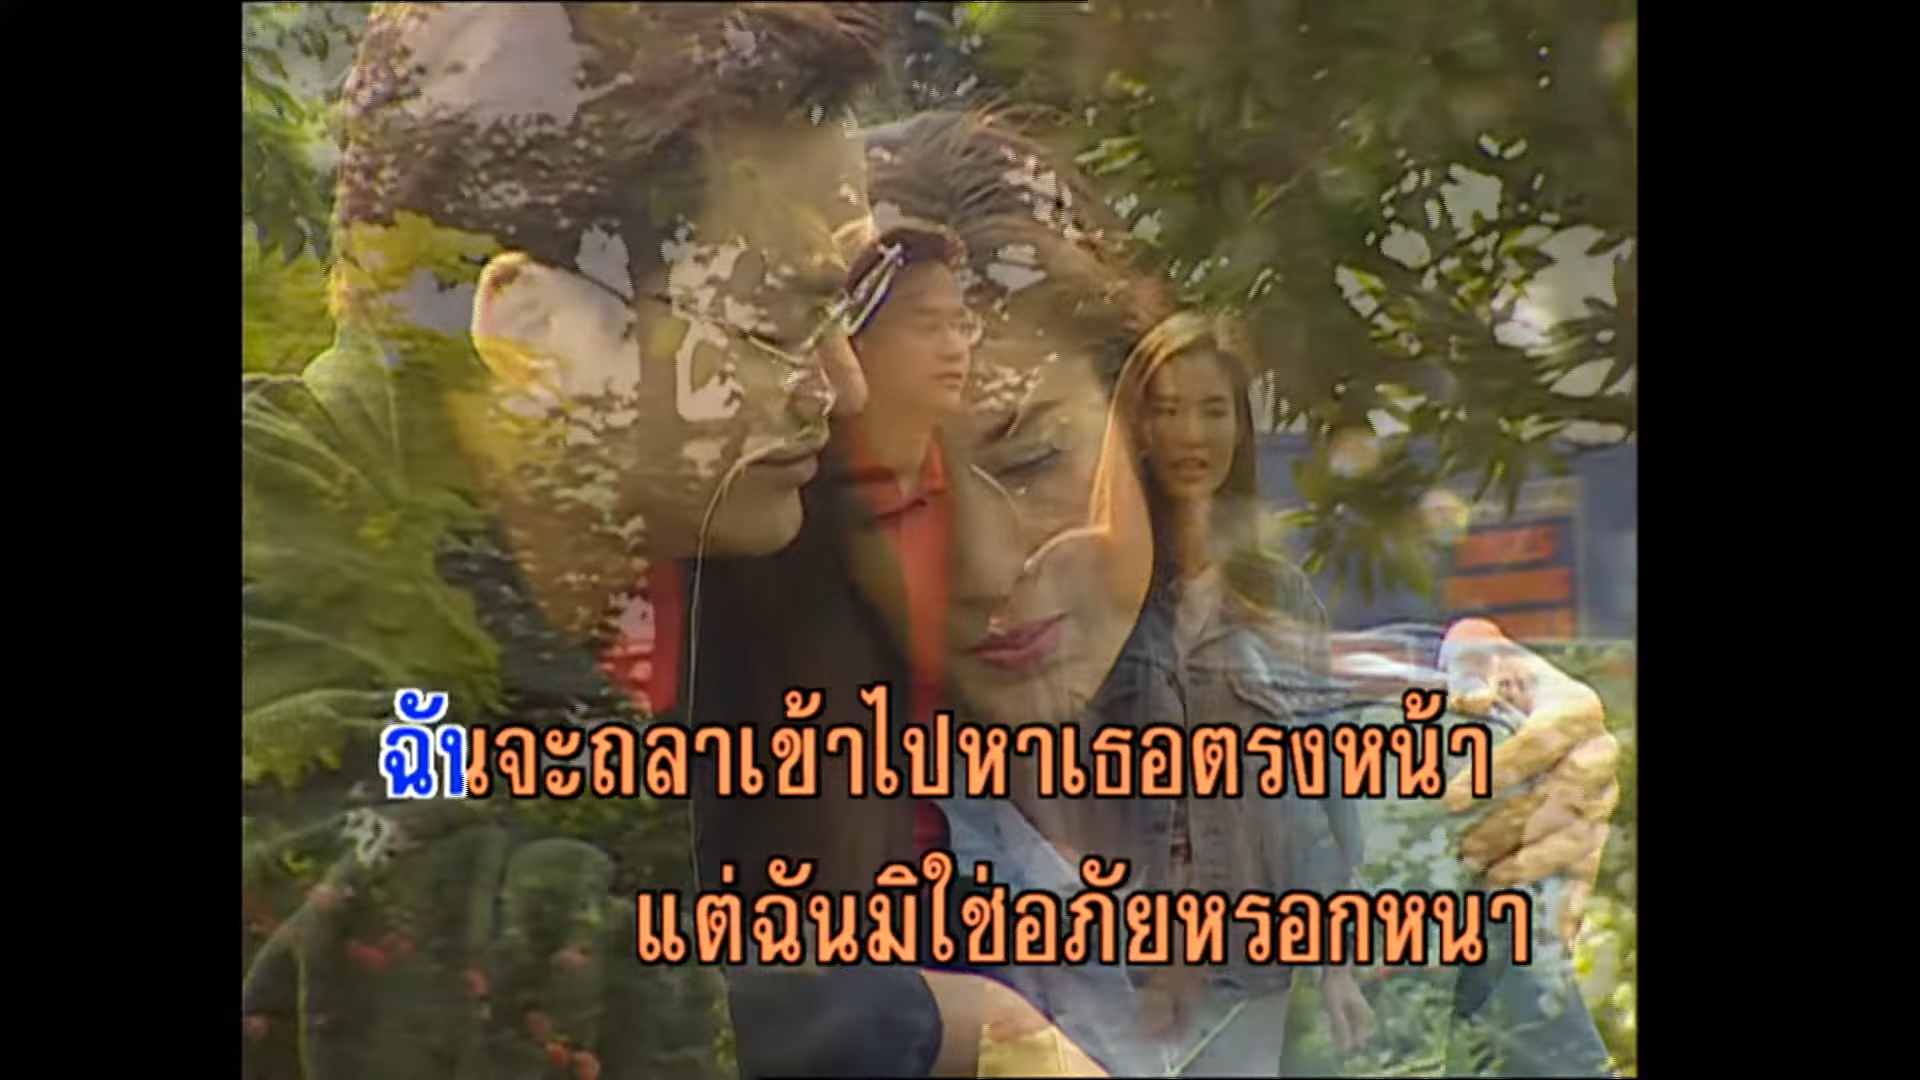 ฉันจะถลาเข้าไปหาเธอตรงหน้า
แต่ฉันมิใช่อภัยหรอกหนา